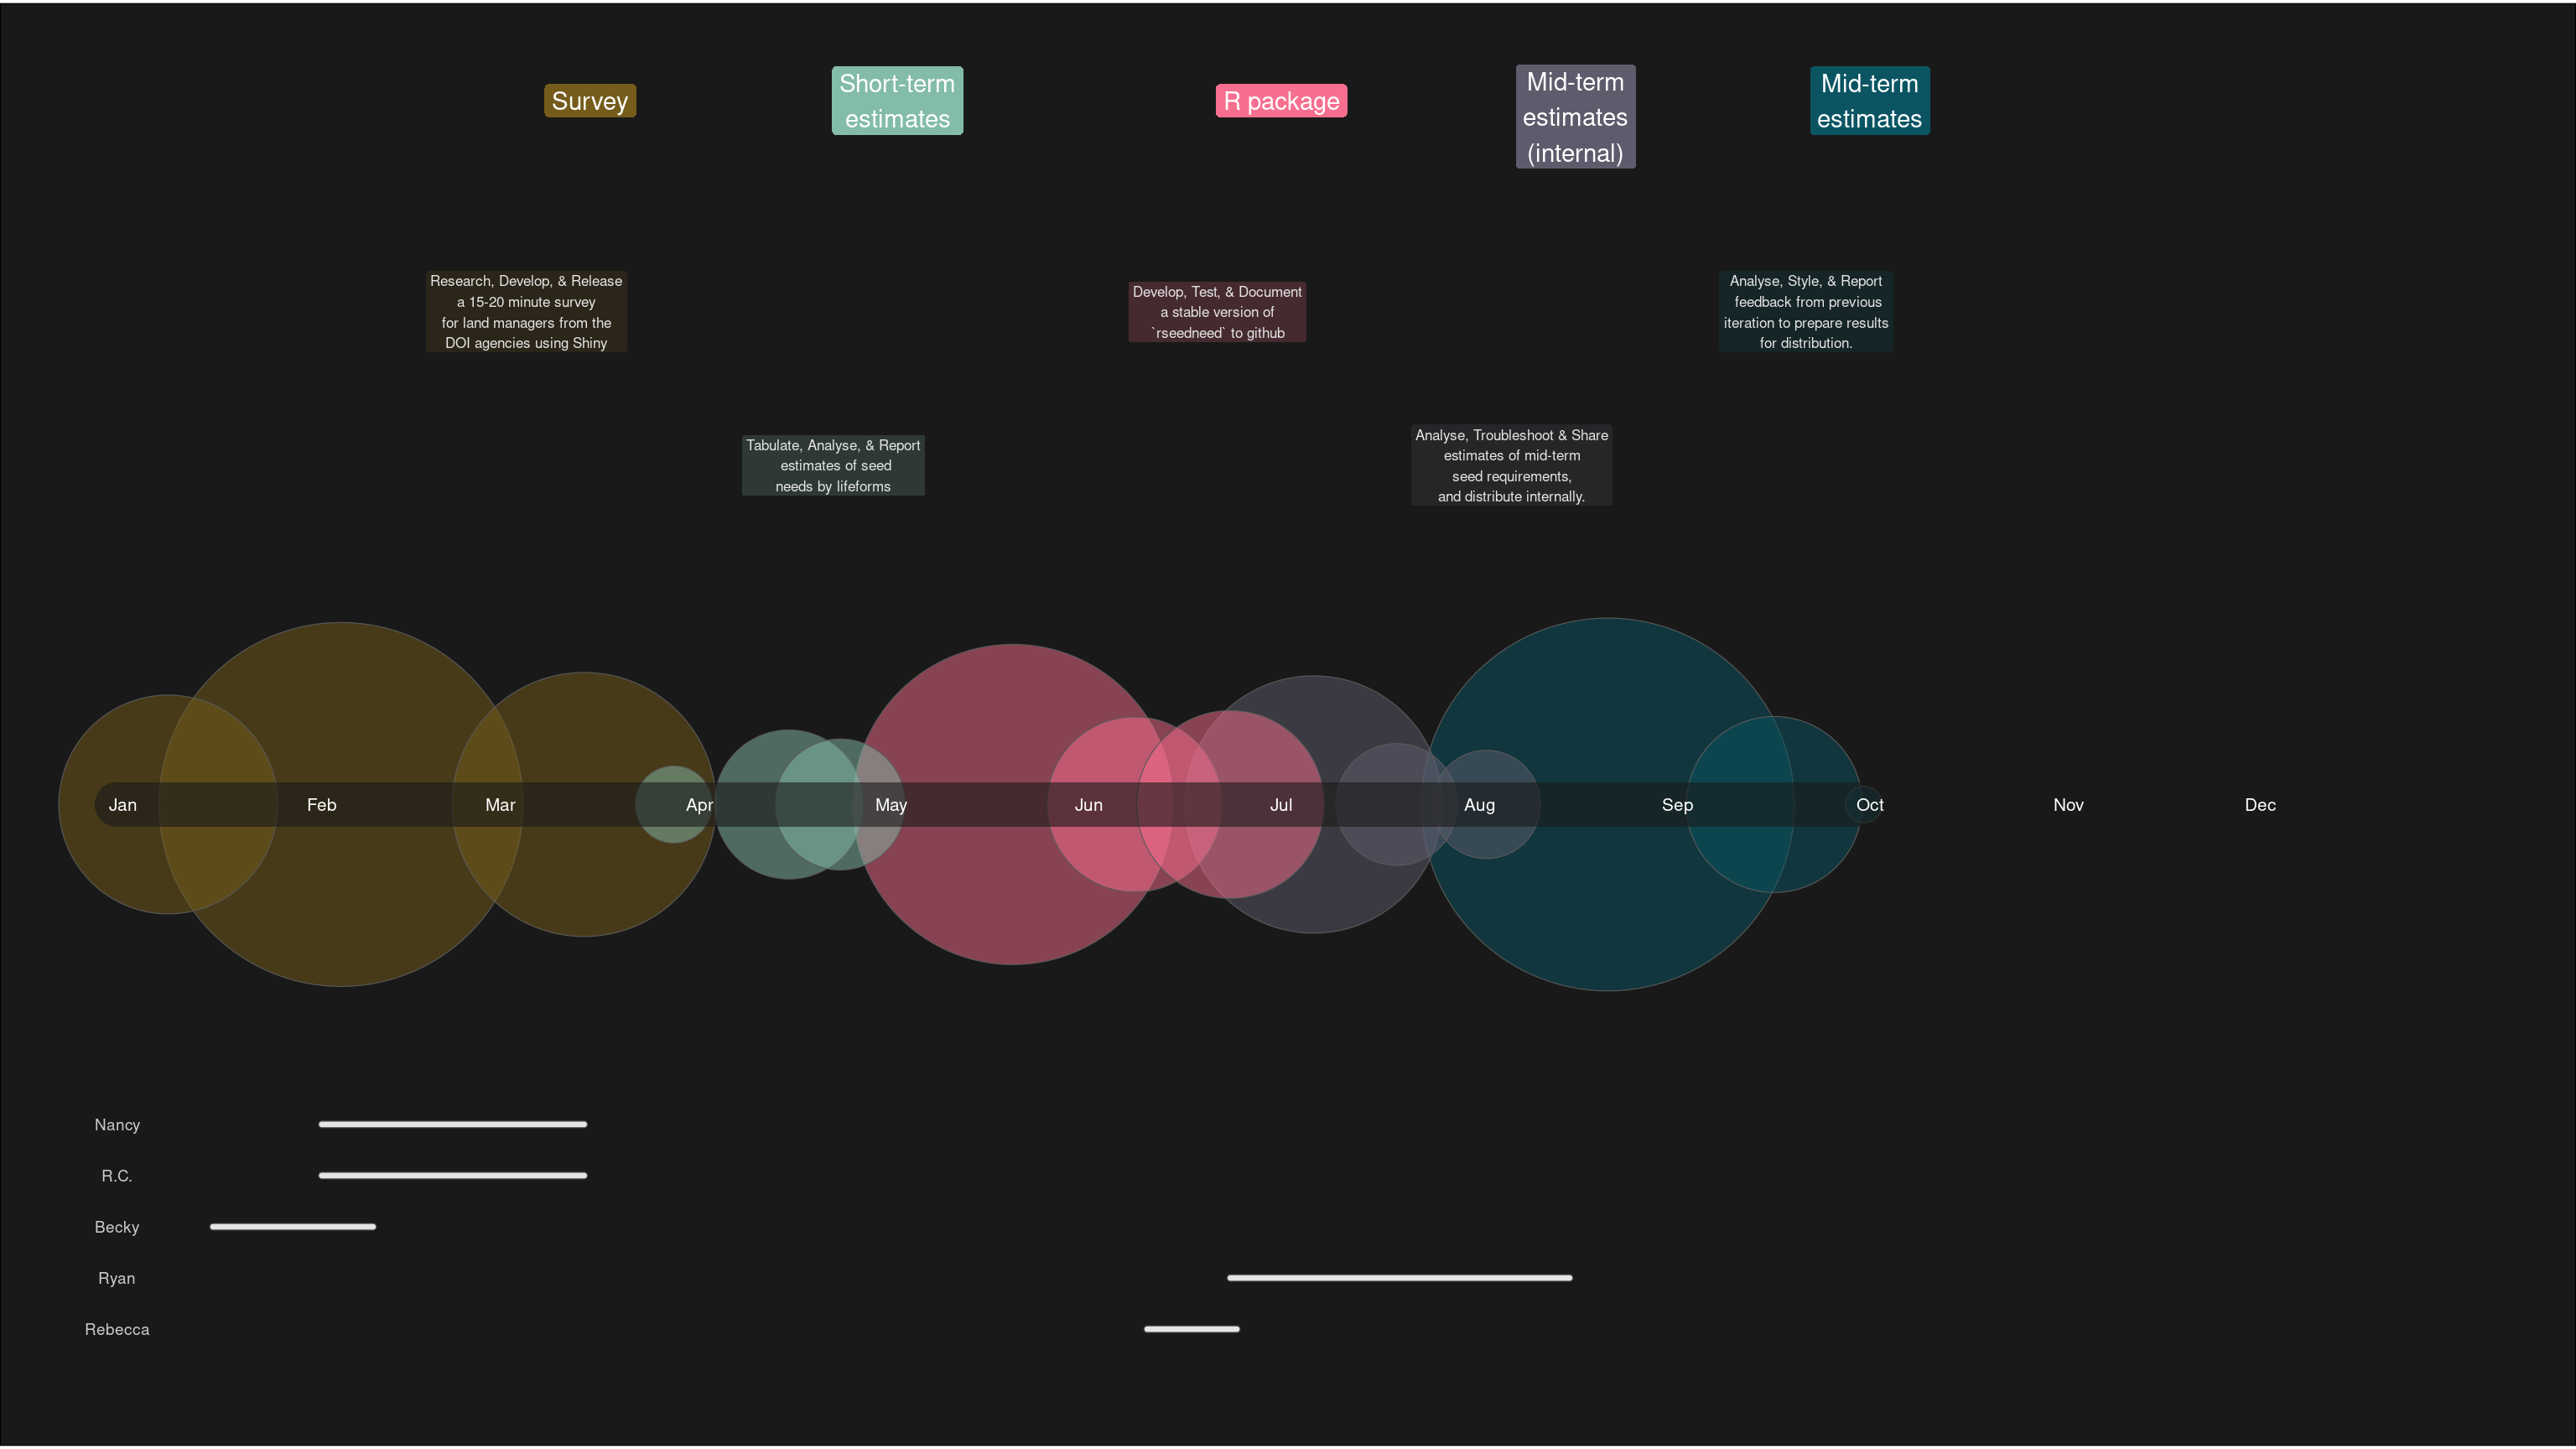 Survey
Short-term
estimates
R package
Mid-term
estimates
(internal)
Mid-term
estimates
Research, Develop, & Release
a 15-20 minute survey
for land managers from the
DOI agencies using Shiny
Develop, Test, & Document
a stable version of
`rseedneed` to github
Analyse, Style, & Report
feedback from previous
iteration to prepare results
for distribution.
Tabulate, Analyse, & Report
estimates of seed
needs by lifeforms
Analyse, Troubleshoot & Share
estimates of mid-term
seed requirements,
and distribute internally.
Jan Feb Mar Apr May Jun Jul Aug Sep Oct Nov Dec
Nancy
R.C.
Becky
Ryan
Rebecca